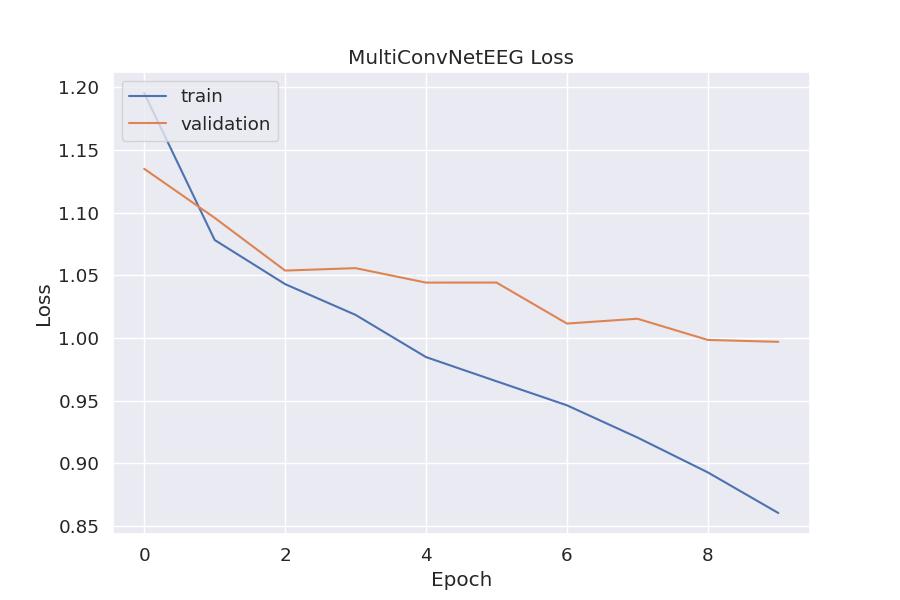 MultiConvNetEEG Loss
train
validation
1.20
1.15
1.10
1.05
1.00
0.95
0.90
0.85
Loss
0 2 4 6 8
Epoch